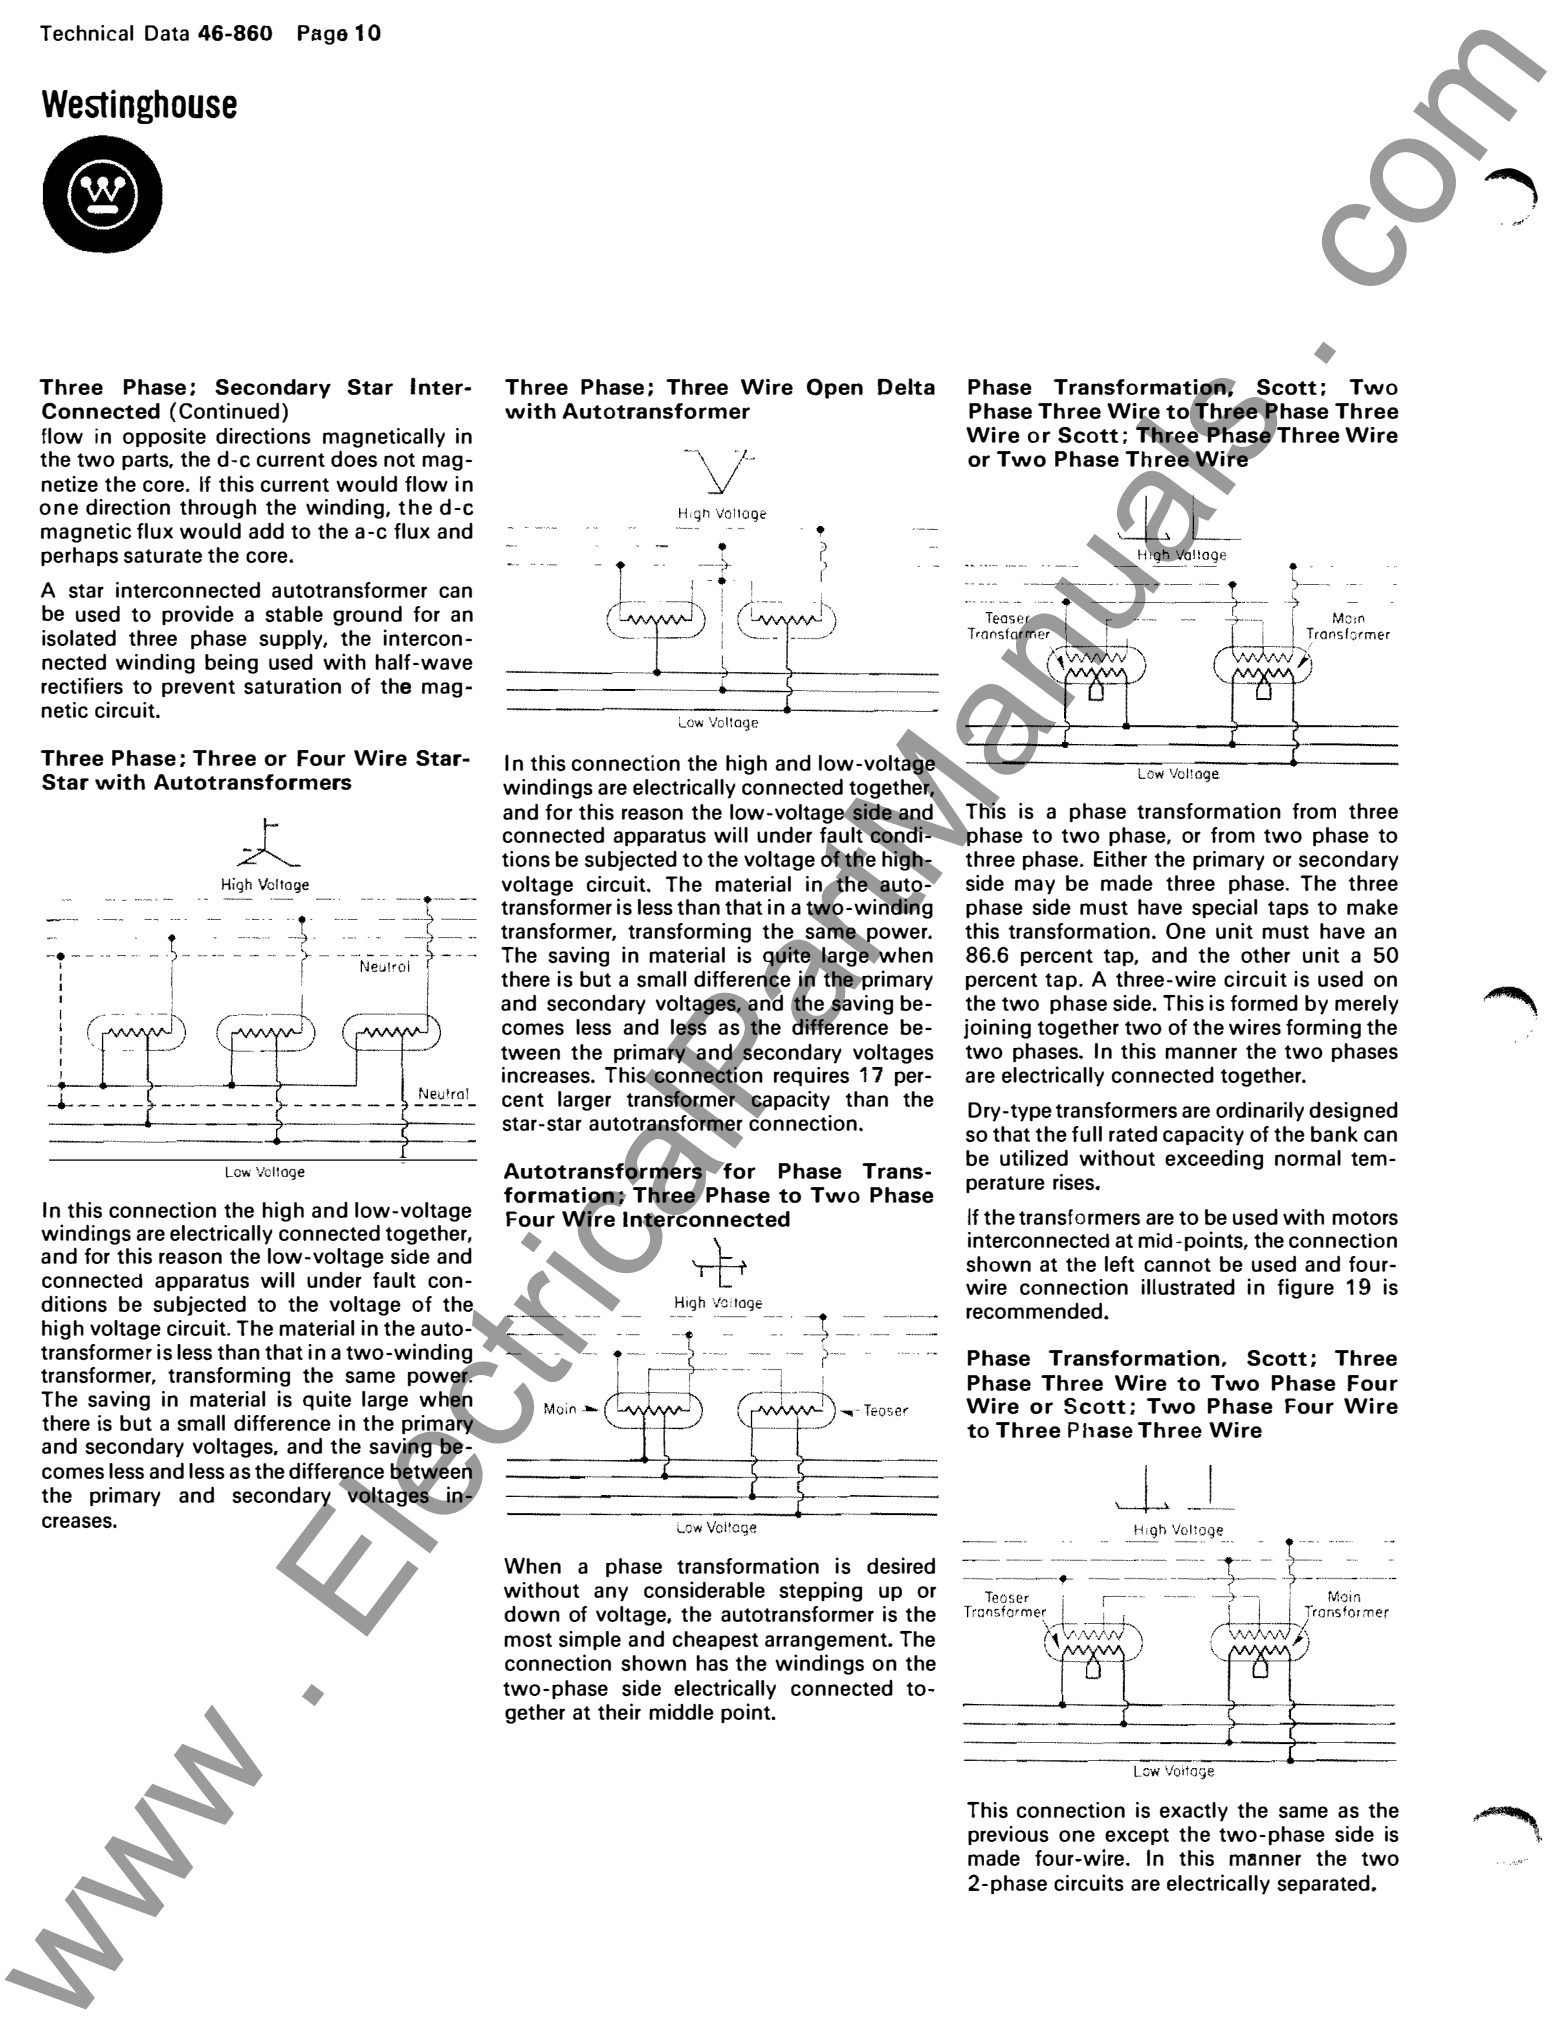 Technical Data 46-860 Page 10
Westinghouse
W
Three Phase; Secondary Star Inter-
Connected (Continued)
flow in opposite directions magnetically in
the two parts, the d-c current does not mag-
netize the core. If this current would flow in
one direction through the winding, the d-c
magnetic flux would add to the a-c flux and
perhaps saturate the core.
A star interconnected autotransformer can
be used to provide a stable ground for an
isolated three phase supply, the intercon-
nected winding being used with half-wave
rectifiers to prevent saturation of the mag-
netic circuit.
Three Phase; Three or Four Wire Star-
Star with Autotransformers
High Voltage
Neutral
Neutral
Low Voltage
In this connection the high and low-voltage
windings are electrically connected together,
and for this reason the low-voltage side and
connected apparatus will under fault con-
ditions be subjected to the voltage of the
high voltage circuit. The material in the auto-
transformer is less than that in a two-winding
transformer, transforming the same power.
The saving in material is quite large when
there is but a small difference in the primary
and secondary voltages, and the saving be-
comes less and less as the difference between
the primary and secondary voltages in-
creases.
Three Phase; Three Wire Open Delta
with Autotransformer
High Voltage
Low Voltage
In this connection the high and low-voltage
windings are electrically connected together,
and for this reason the low-voltage side and
connected apparatus will under fault condi-
tions be subjected to the voltage of the high-
voltage circuit. The material in the auto-
transformer is less than that in a two-winding
transformer, transforming the same power.
The saving in material is quite large when
there is but a small difference in the primary
and secondary voltages, and the saving be-
comes less and less as the difference be-
tween the primary and secondary voltages
increases. This connection requires 17 per-
cent larger transformer capacity than the
star-star autotransformer connection.
Autotransformers for Phase Trans-
formation; Three Phase to Two Phase
Four Wire Interconnected
High Voltage
Main
Teaser
Low Voltage
When a phase transformation is desired
without any considerable stepping up or
down of voltage, the autotransformer is the
most simple and cheapest arrangement. The
connection shown has the windings on the
two-phase side electrically connected to-
gether at their middle point.
Phase Transformation, Scott; Two
Phase Three Wire to Three Phase Three
Wire or Scott; Three Phase Three Wire
or Two Phase Three Wire
High Voltage
Teaser
Transformer
Main
Transformer
Low Voltage
This is a phase transformation from three
phase to two phase, or from two phase to
three phase. Either the primary or secondary
side may be made three phase. The three
phase side must have special taps to make
this transformation. One unit must have an
86.6 percent tap, and the other unit a 50
percent tap. A three-wire circuit is used on
the two phase side. This is formed by merely
joining together two of the wires forming the
two phases. In this manner the two phases
are electrically connected together.
Dry-type transformers are ordinarily designed
so that the full rated capacity of the bank can
be utilized without exceeding normal tem-
perature rises.
If the transformers are to be used with motors
interconnected at mid-points, the connection
shown at the left cannot be used and four-
wire connection illustrated in figure 19 is
recommended.
Phase Transformation, Scott; Three
Phase Three Wire to Two Phase Four
Wire or Scott; Two Phase Four Wire
to Three Phase Three Wire
High Voltage
Teaser
Transformer
Main
Transformer
Low Voltage
This connection is exactly the same as the
previous one except the two-phase side is
made four-wire. In this manner the two
2-phase circuits are electrically separated.
www . ElectricalPartManuals . com